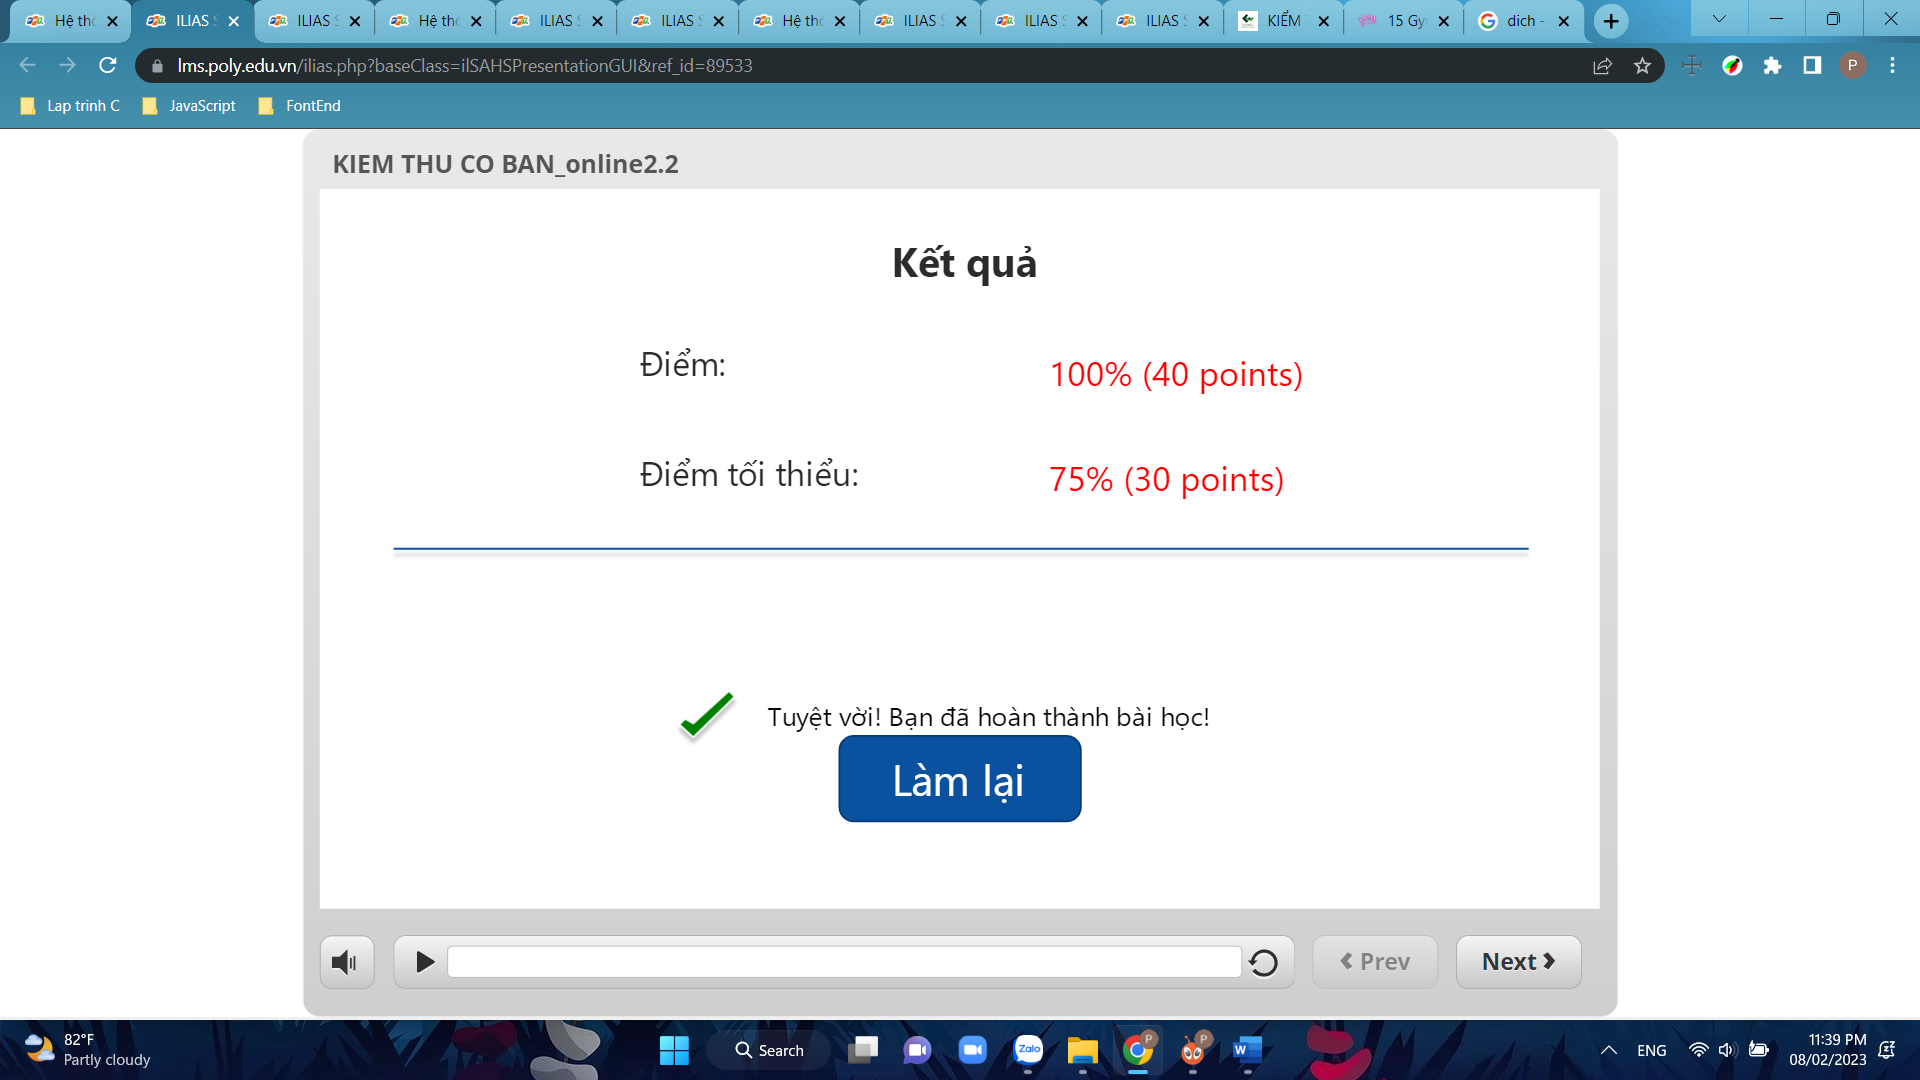 Hệ thố
ILIAS S
ILIAS S
Hệ thố
ILIAS S
ILIAS S
Hệ thố
ILIAS S
ILIAS S
ILIAS S
KIỂM T
15 Gy
dich -
lms.poly.edu.vn/ilias.php?baseClass=ilSAHSPresentationGUI&ref_id=89533
P
Lap trinh C
JavaScript
FontEnd
KIEM THU CO BAN_online2.2
Kết quả
Điểm:
100% (40 points)
Điểm tối thiểu:
75% (30 points)
Tuyệt vời! Bạn đã hoàn thành bài học!
Làm lại
Prev
Next
82°F
Partly cloudy
Search
Zalo
P
P
W
ENG
11:39 PM
08/02/2023